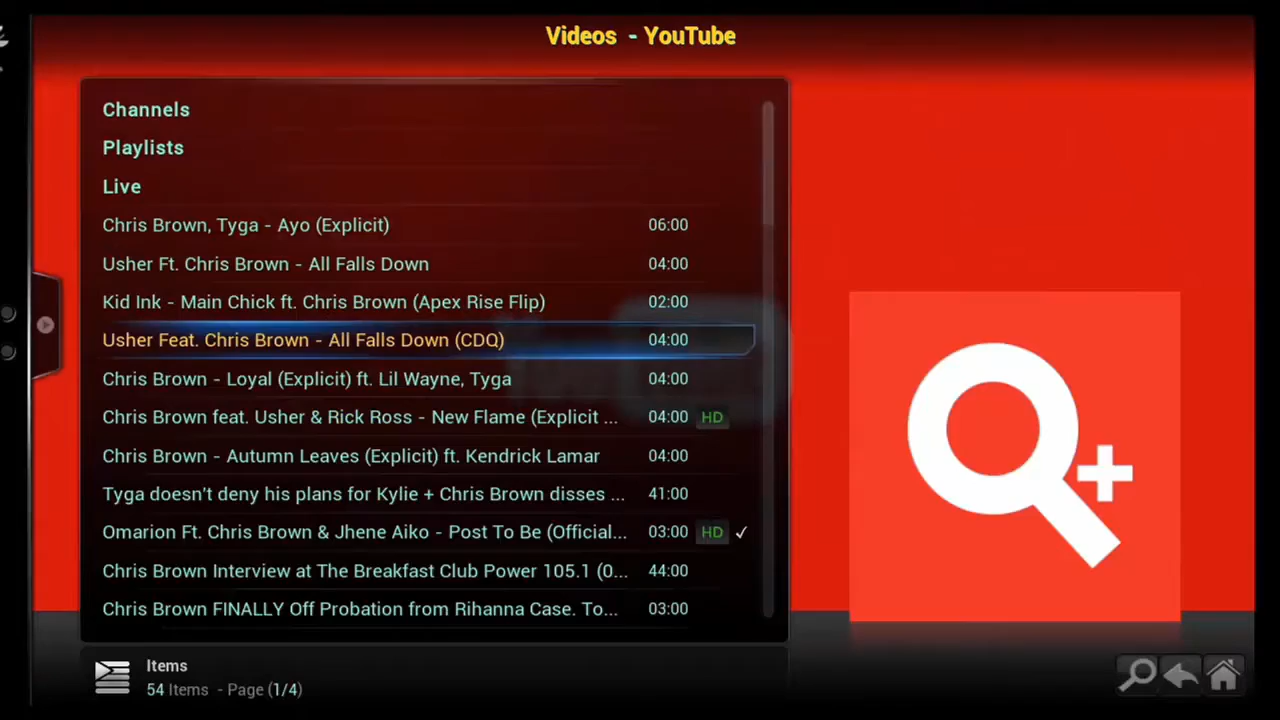 Videos - YouTube
Channels
Playlists
Live
Chris Brown, Tyga - Ayo (Explicit) 06:00
Usher Ft. Chris Brown - All Falls Down 04:00
Kid Ink - Main Chick ft. Chris Brown (Apex Rise Flip) 02:00
Usher Feat. Chris Brown - All Falls Down (CDQ) 04:00
Chris Brown - Loyal (Explicit) ft. Lil Wayne, Tyga 04:00
Chris Brown feat. Usher & Rick Ross - New Flame (Explicit ... 04:00 HD
Chris Brown - Autumn Leaves (Explicit) ft. Kendrick Lamar 04:00
Tyga doesn't deny his plans for Kylie + Chris Brown disses ... 41:00
Omarion Ft. Chris Brown & Jhene Aiko - Post To Be (Official... 03:00 HD ✓
Chris Brown Interview at The Breakfast Club Power 105.1 (0... 44:00
Chris Brown FINALLY Off Probation from Rihanna Case. To... 03:00
Items
54 Items - Page (1/4)